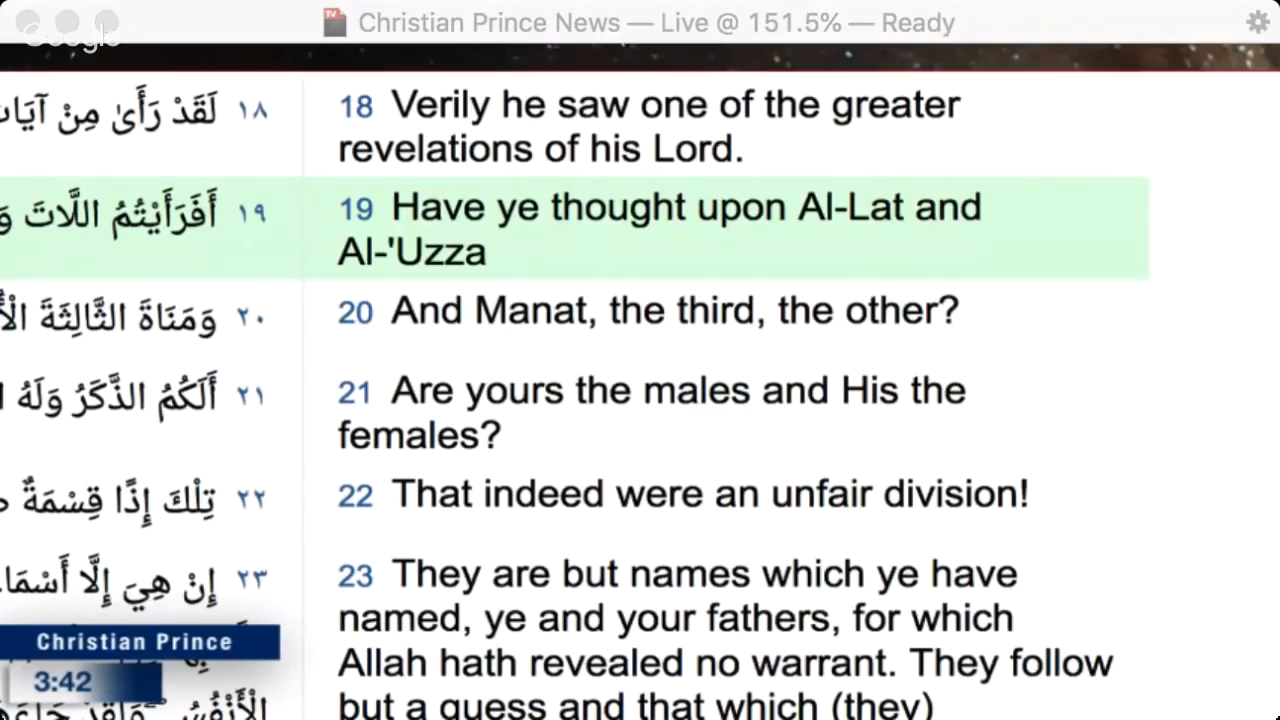 Christian Prince News — Live @ 151.5% — Ready
Google
لَقَدْ رَأَىٰ مِنْ آيَاتِ ١٨
18 Verily he saw one of the greater
revelations of his Lord.
أَفَرَأَيْتُمُ اللَّاتَ ١٩
19 Have ye thought upon Al-Lat and
Al-'Uzza
وَمَنَاةَ الثَّالِثَةَ ٢٠
20 And Manat, the third, the other?
أَلَكُمُ الذَّكَرُ وَلَهُ ٢١
21 Are yours the males and His the
females?
تِلْكَ إِذًا قِسْمَةٌ ٢٢
22 That indeed were an unfair division!
إِنْ هِيَ إِلَّا ٢٣
23 They are but names which ye have
named, ye and your fathers, for which
Allah hath revealed no warrant. They follow
but a guess and that which (they)
Christian Prince
3:42